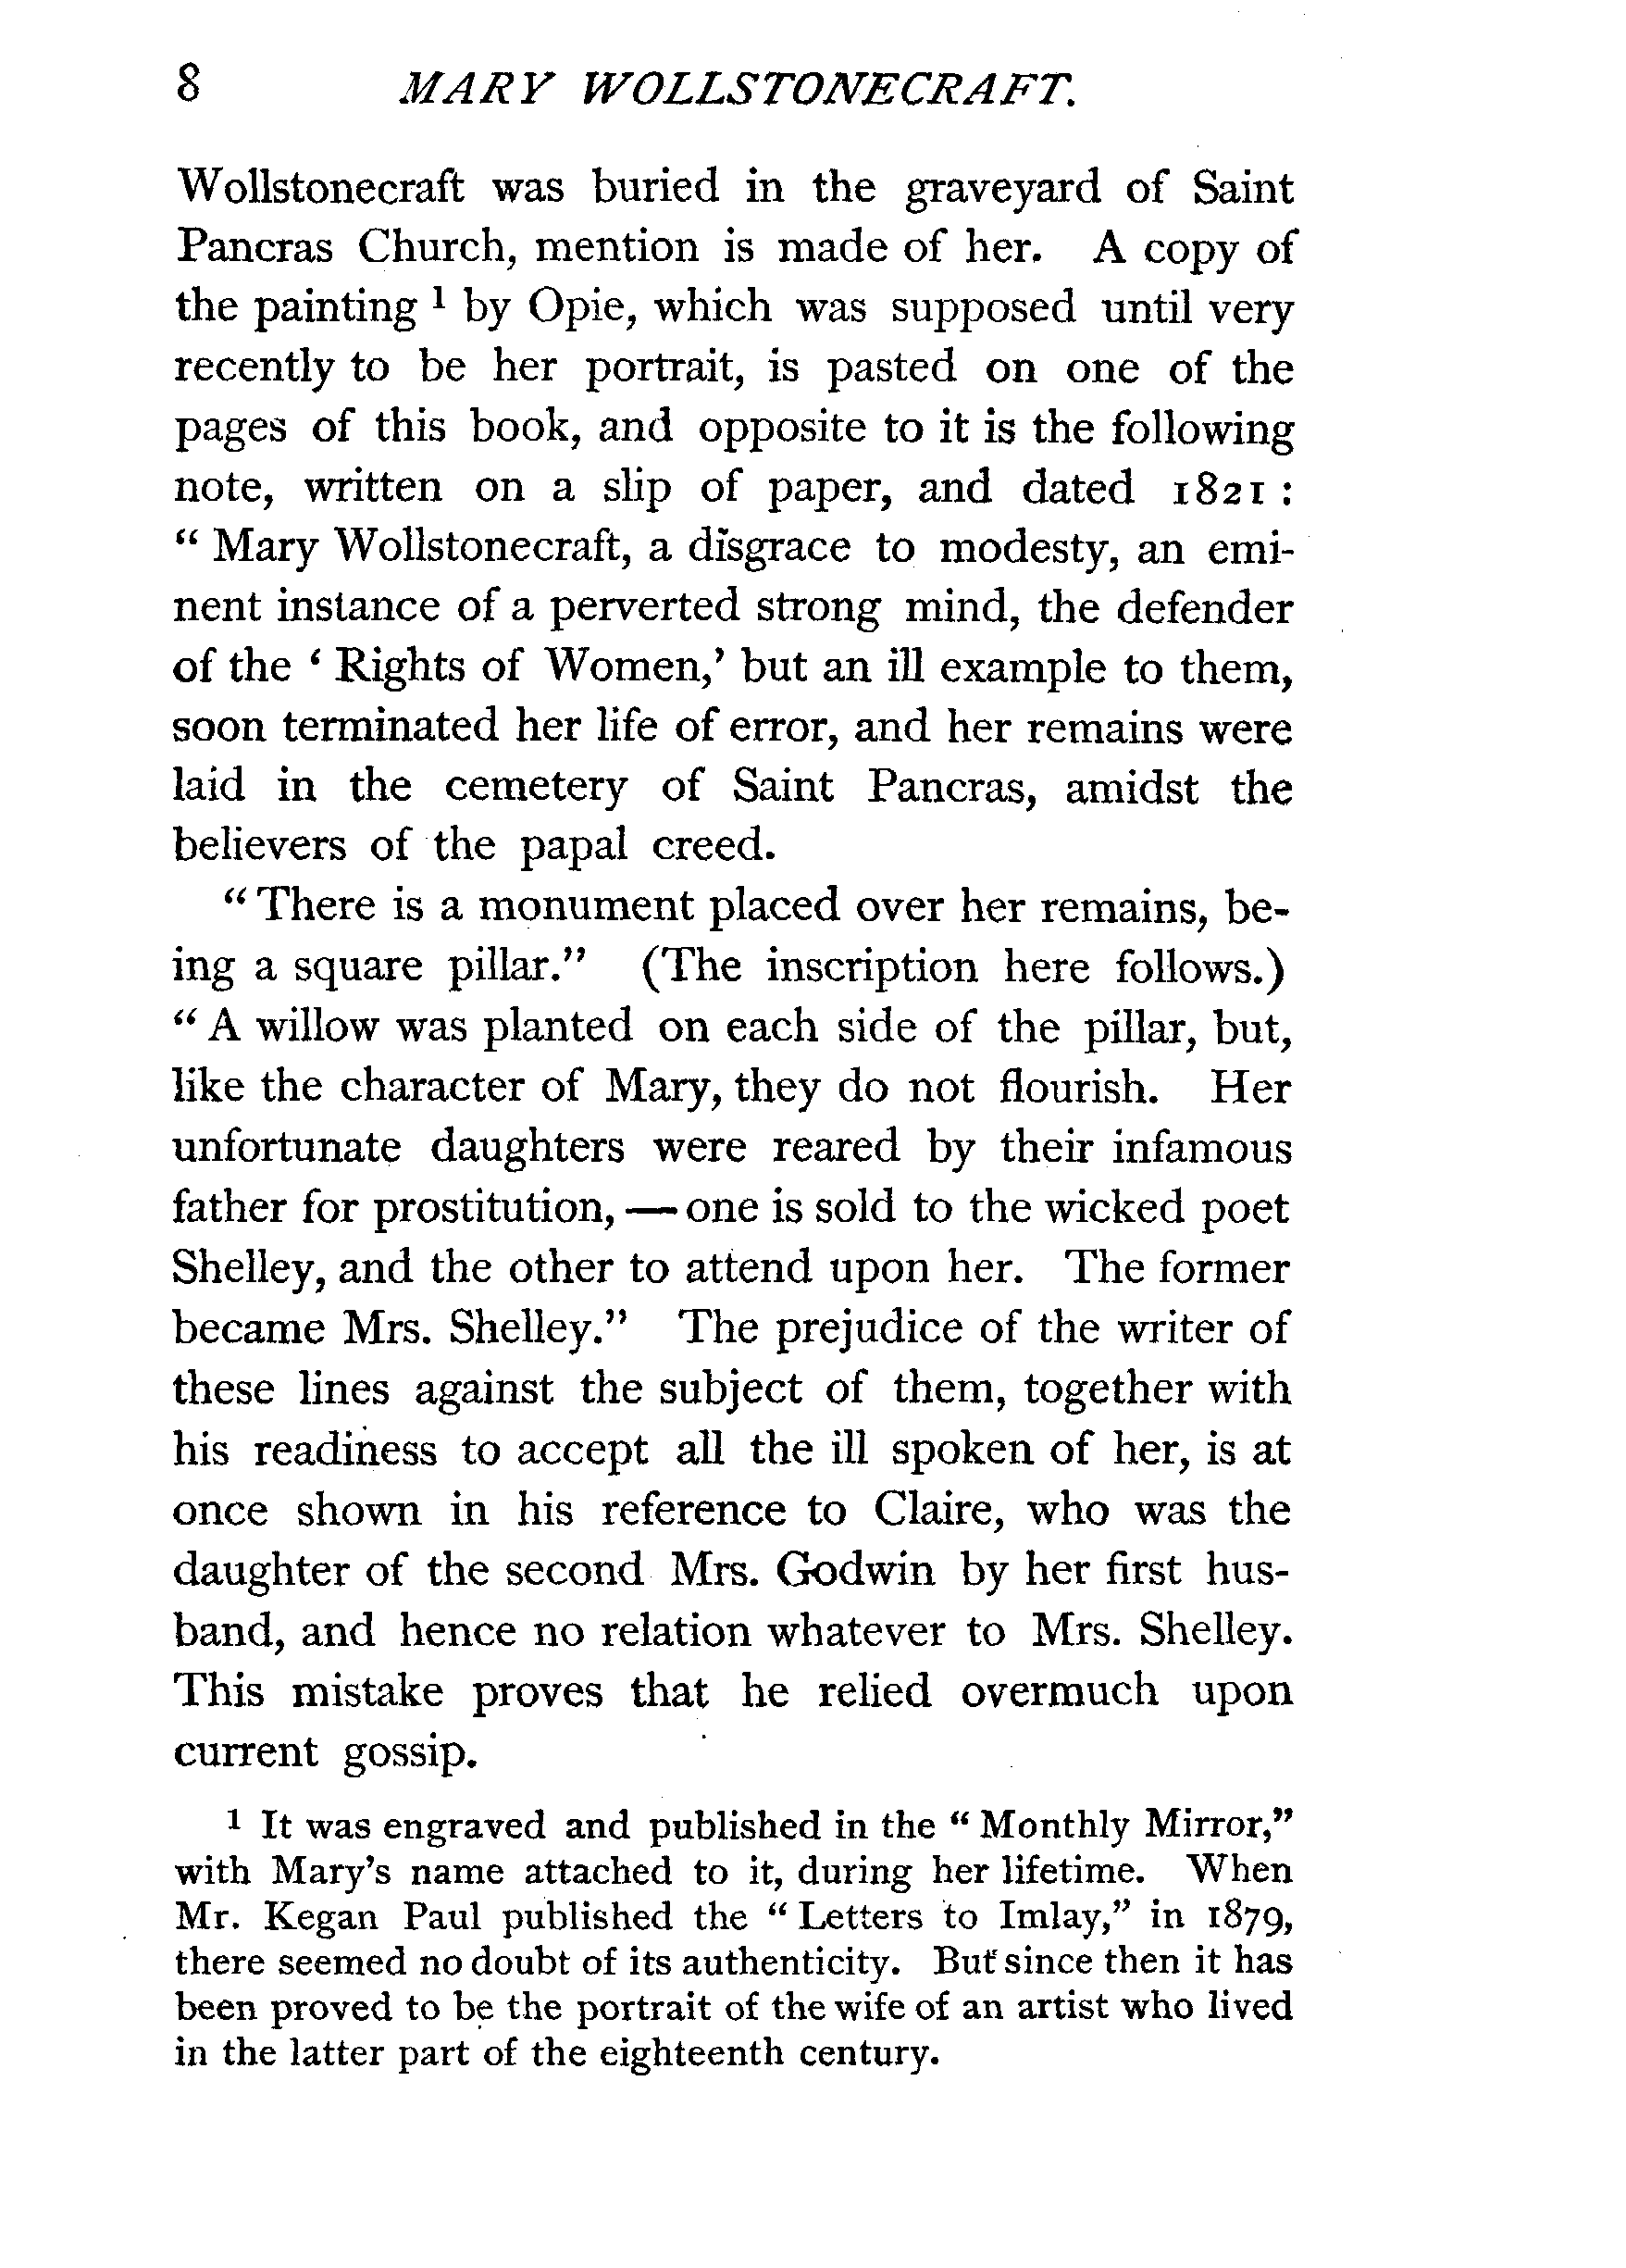 8 MARY WOLLSTONECRAFT.
Wollstonecraft was buried in the graveyard of Saint
Pancras Church, mention is made of her. A copy of
the painting ¹ by Opie, which was supposed until very
recently to be her portrait, is pasted on one of the
pages of this book, and opposite to it is the following
note, written on a slip of paper, and dated 1821 :
“ Mary Wollstonecraft, a disgrace to modesty, an emi-
nent instance of a perverted strong mind, the defender
of the ‘ Rights of Women,’ but an ill example to them,
soon terminated her life of error, and her remains were
laid in the cemetery of Saint Pancras, amidst the
believers of the papal creed.
“ There is a monument placed over her remains, be-
ing a square pillar.” (The inscription here follows.)
“ A willow was planted on each side of the pillar, but,
like the character of Mary, they do not flourish. Her
unfortunate daughters were reared by their infamous
father for prostitution, — one is sold to the wicked poet
Shelley, and the other to attend upon her. The former
became Mrs. Shelley.” The prejudice of the writer of
these lines against the subject of them, together with
his readiness to accept all the ill spoken of her, is at
once shown in his reference to Claire, who was the
daughter of the second Mrs. Godwin by her first hus-
band, and hence no relation whatever to Mrs. Shelley.
This mistake proves that he relied overmuch upon
current gossip.
¹ It was engraved and published in the “ Monthly Mirror,”
with Mary’s name attached to it, during her lifetime. When
Mr. Kegan Paul published the “ Letters to Imlay,” in 1879,
there seemed no doubt of its authenticity. But since then it has
been proved to be the portrait of the wife of an artist who lived
in the latter part of the eighteenth century.